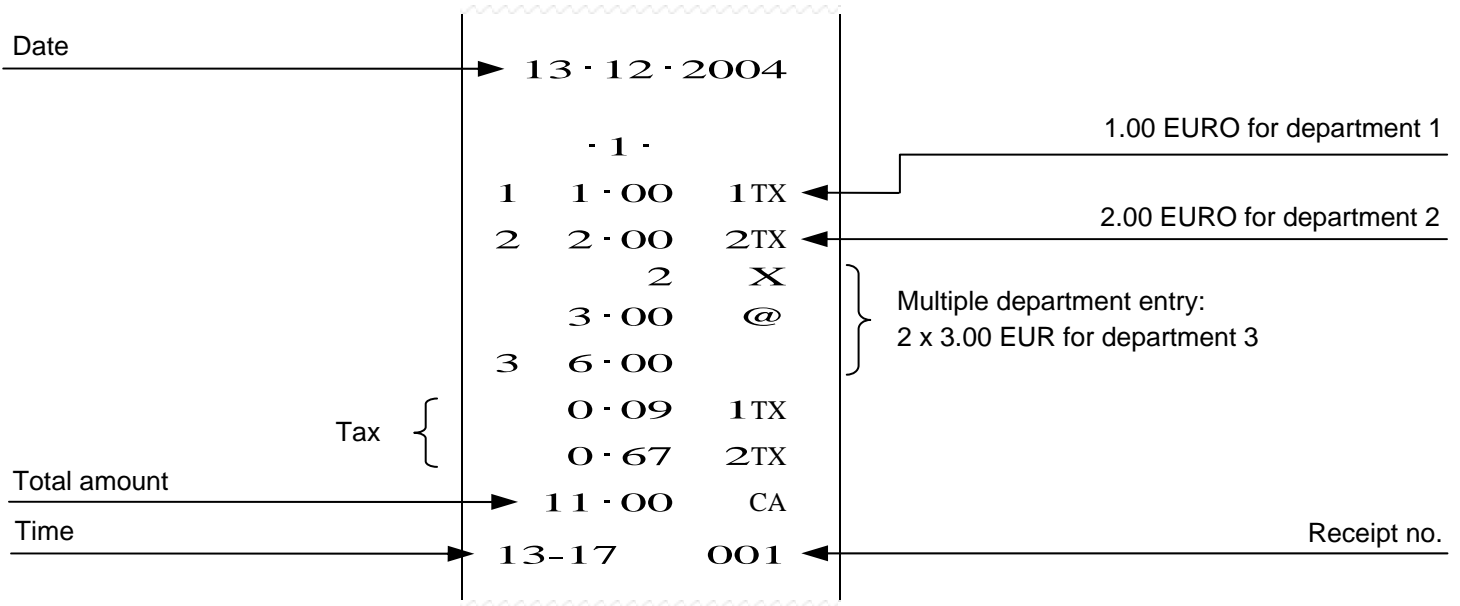 Date
13-12-2004
1.00 EURO for department 1
-1-
1 1-00 1TX
2.00 EURO for department 2
2 2-00 2TX
2 X
Multiple department entry:
3-00 @
2 x 3.00 EUR for department 3
3 6-00
Tax
0-09 1TX
0-67 2TX
Total amount
11-00 CA
Time
13-17 001
Receipt no.